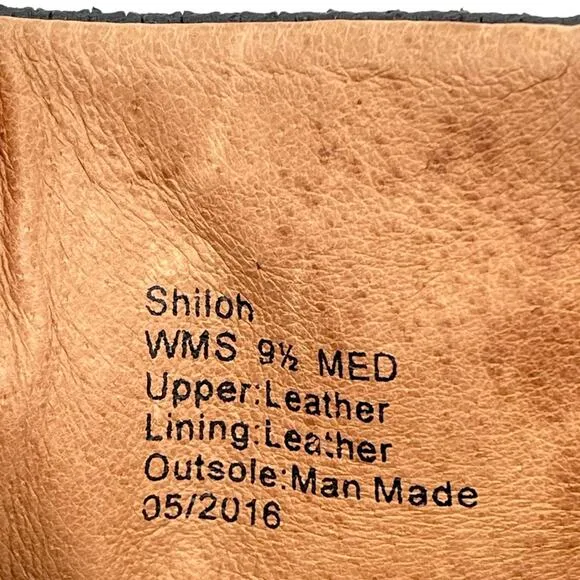 Shiloh
WMS 9½ MED
Upper:Leather
Lining:Leather
Outsole:Man Made
05/2016